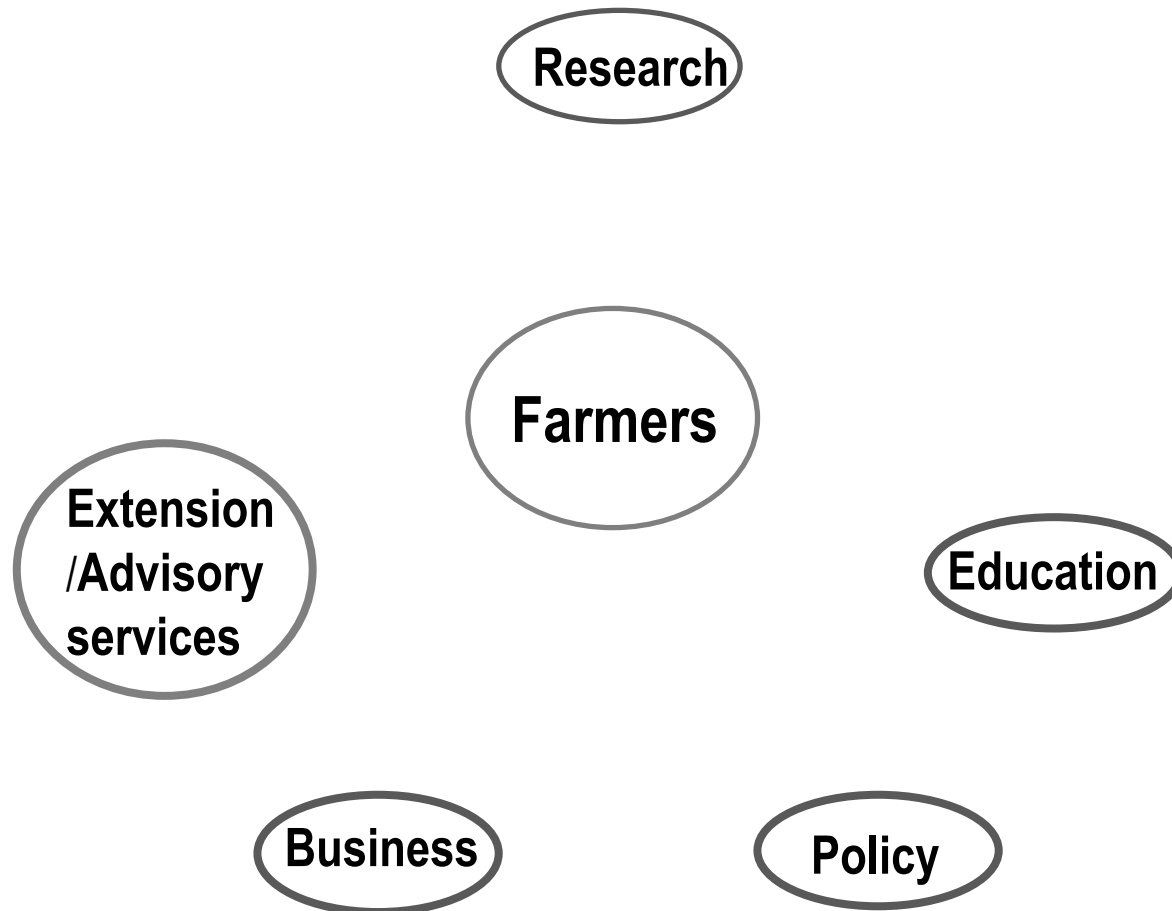 Research
Farmers
Extension
/Advisory
services
Education
Business
Policy